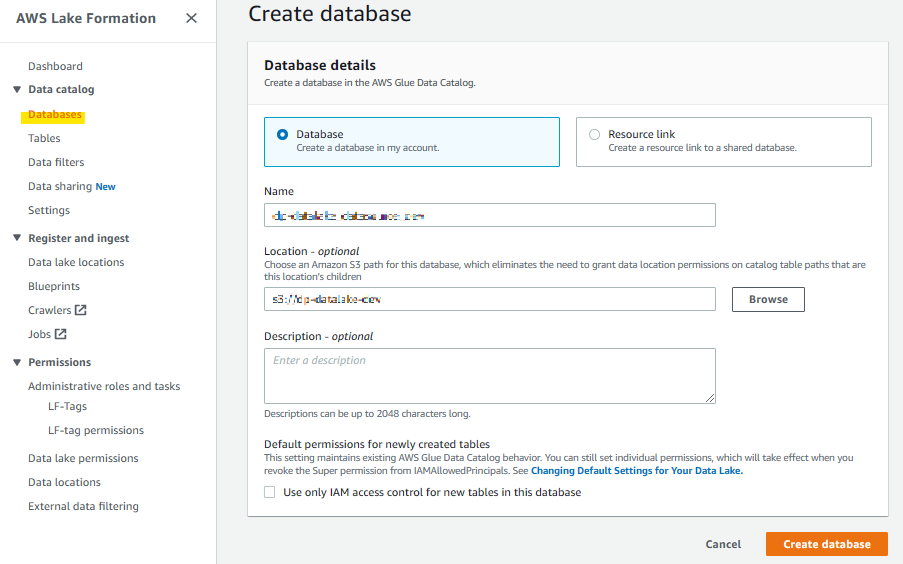 AWS Lake Formation
Dashboard
Data catalog
Databases
Tables
Data filters
Data sharing New
Settings
Register and ingest
Data lake locations
Blueprints
Crawlers
Jobs
Permissions
Administrative roles and tasks
LF-Tags
LF-tag permissions
Data lake permissions
Data locations
External data filtering
Create database
Database details
Create a database in the AWS Glue Data Catalog.
Database
Create a database in my account.
Resource link
Create a resource link to a shared database.
Name
Location - optional
Choose an Amazon S3 path for this database, which eliminates the need to grant data location permissions on catalog table paths that are
this location's children
Browse
Description - optional
Enter a description
Descriptions can be up to 2048 characters long.
Default permissions for newly created tables
This setting maintains existing AWS Glue Data Catalog behavior. You can still set individual permissions, which will take effect when you
revoke the Super permission from IAMAllowedPrincipals. See Changing Default Settings for Your Data Lake.
Use only IAM access control for new tables in this database
Cancel
Create database